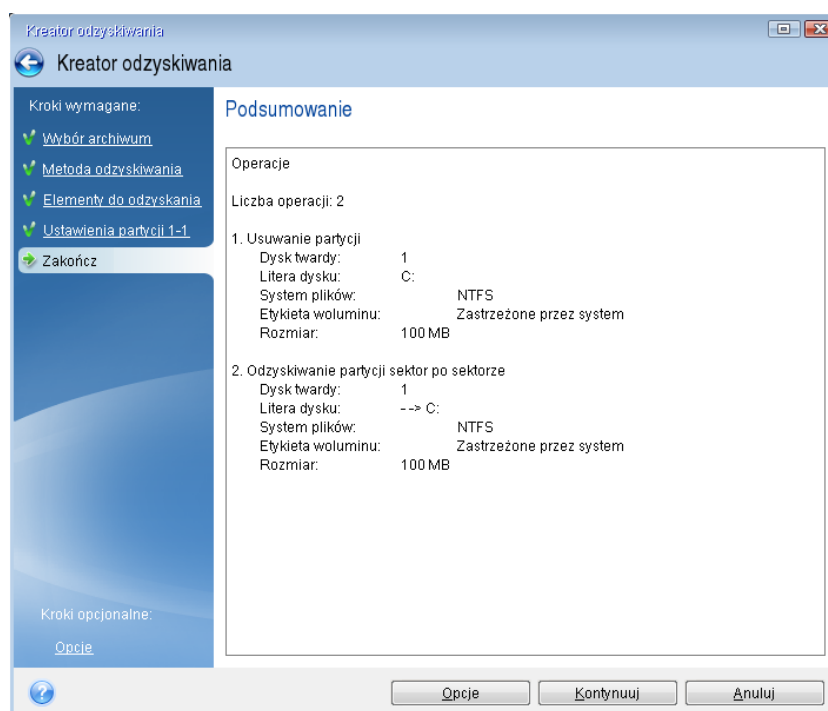 Kreator odzyskiwania
Kreator odzyskiwania
Kroki wymagane:
Wybór archiwum
Metoda odzyskiwania
Elementy do odzyskania
Ustawienia partycji 1-1
Zakończ
Kroki opcjonalne:
Opcje
Podsumowanie
Operacje
Liczba operacji: 2
1. Usuwanie partycji
Dysk twardy: 1
Litera dysku: C:
System plików: NTFS
Etykieta woluminu: Zastrzeżone przez system
Rozmiar: 100 MB
2. Odzyskiwanie partycji sektor po sektorze
Dysk twardy: 1
Litera dysku: --> C:
System plików: NTFS
Etykieta woluminu: Zastrzeżone przez system
Rozmiar: 100 MB
Opcje Kontynuuj Anuluj